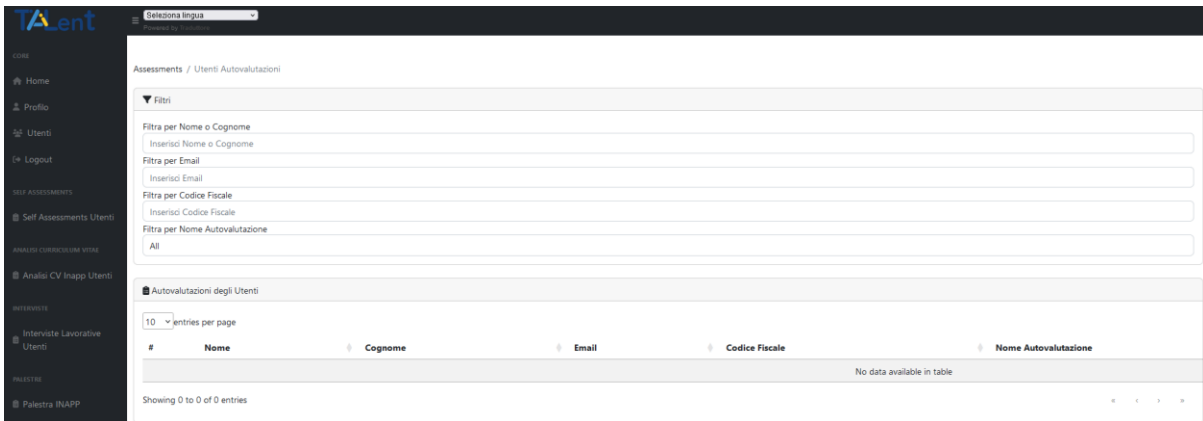 TALent
Seleziona lingua
Powered by Traduttore
CORE
Home
Profilo
Utenti
Logout
SELF ASSESSMENTS
Self Assessments Utenti
ANALISI CURRICULUM VITAE
Analisi CV Inapp Utenti
INTERVISTE
Interviste Lavorative
Utenti
PALESTRE
Palestra INAPP
Assessments / Utenti Autovalutazioni
Filtri
Filtra per Nome o Cognome
Inserisci Nome o Cognome
Filtra per Email
Inserisci Email
Filtra per Codice Fiscale
Inserisci Codice Fiscale
Filtra per Nome Autovalutazione
All
Autovalutazioni degli Utenti
10 entries per page
# Nome Cognome Email Codice Fiscale Nome Autovalutazione
No data available in table
Showing 0 to 0 of 0 entries « ‹ › »